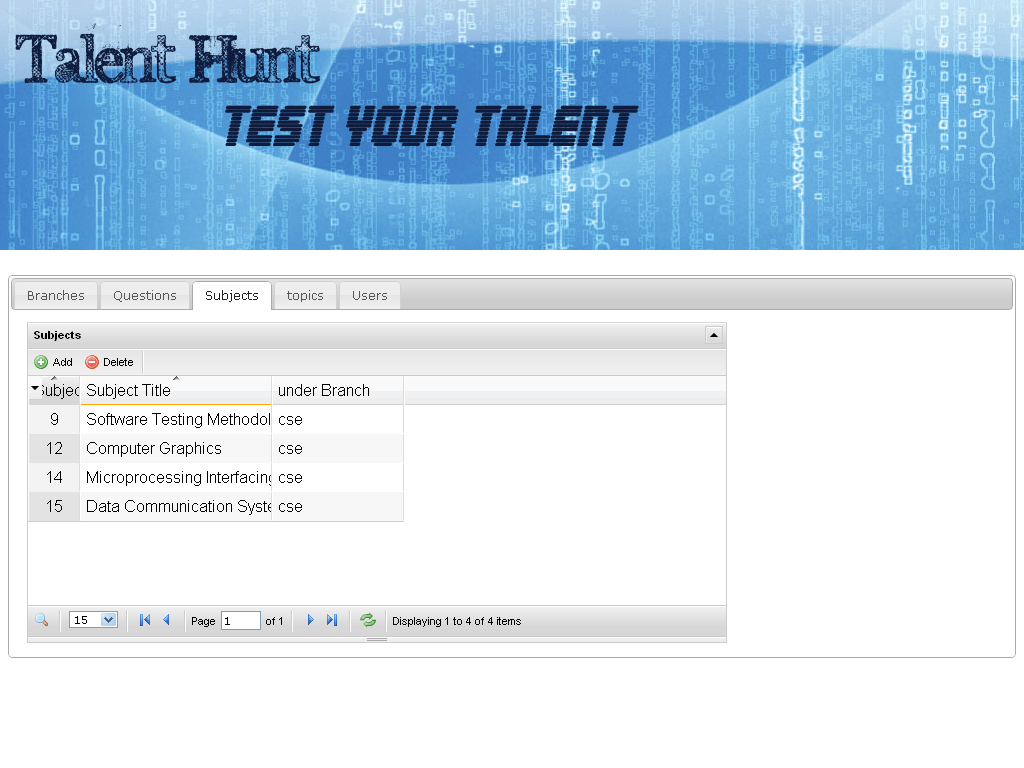 Talent Hunt
TEST YOUR TALENT
Branches Questions Subjects topics Users
Subjects
Add Delete
Subjec Subject Title under Branch
9 Software Testing Methodol cse
12 Computer Graphics cse
14 Microprocessing Interfacing cse
15 Data Communication Syste cse
15 Page 1 of 1 Displaying 1 to 4 of 4 items